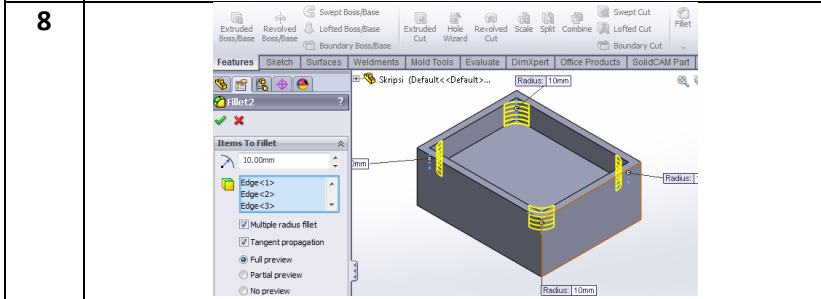 8
Extruded Boss/Base
Revolved Boss/Base
Swept Boss/Base
Lofted Boss/Base
Boundary Boss/Base
Extruded Cut
Hole Wizard
Revolved Cut
Scale
Split
Combine
Swept Cut
Lofted Cut
Boundary Cut
Fillet
Features Sketch Surfaces Weldments Mold Tools Evaluate DimXpert Office Products SolidCAM Part
Skripsi (Default<<Default>...
Radius: 10mm
Fillet2 ?
Items To Fillet
10.00mm
0mm
Edge<1>
Edge<2>
Edge<3>
Radius:
Multiple radius fillet
Tangent propagation
Full preview
Partial preview
No preview
Radius: 10mm